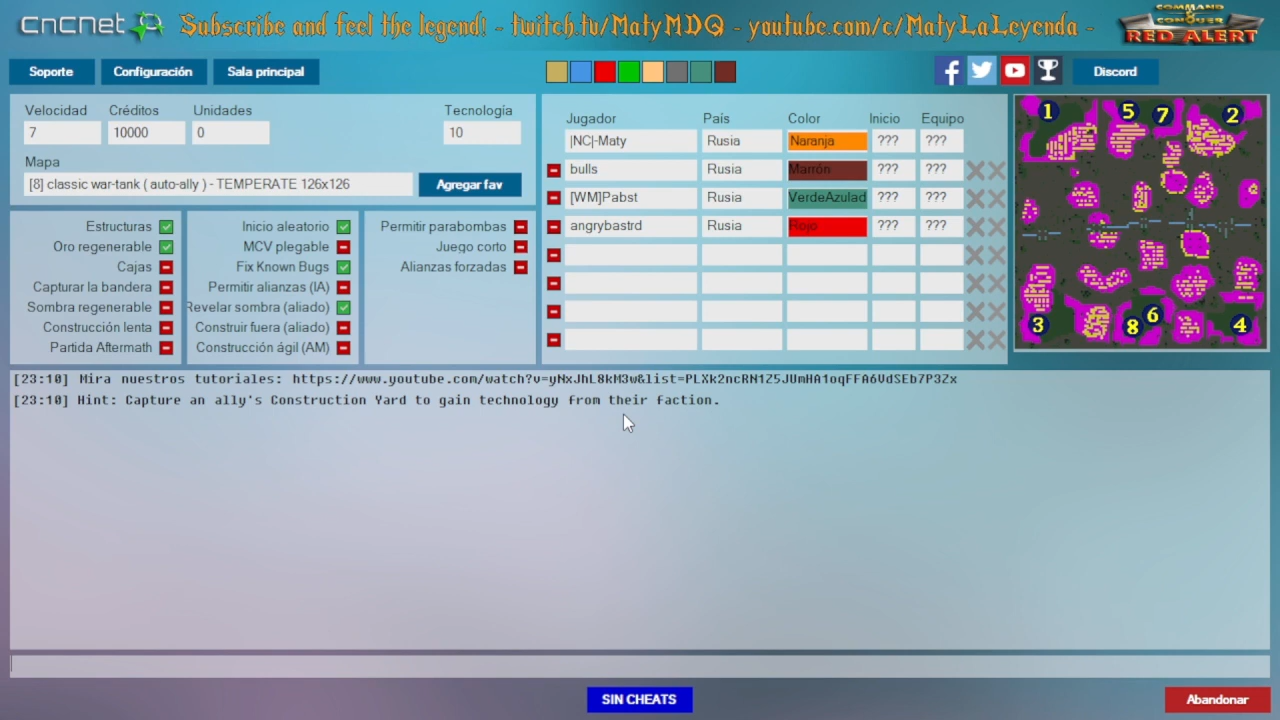 CnCNet Subscribe and feel the legend! - twitch.tv/MatyMDQ - youtube.com/c/MatyLaLeyenda -
COMMAND & CONQUER
RED ALERT
Soporte Configuración Sala principal Discord
Velocidad Créditos Unidades Tecnología
7 10000 0 10
Mapa
[8] classic war-tank ( auto-ally ) - TEMPERATE 126x126 Agregar fav
Estructuras Inicio aleatorio Permitir parabombas
Oro regenerable MCV plegable Juego corto
Cajas Fix Known Bugs Alianzas forzadas
Capturar la bandera Permitir alianzas (IA)
Sombra regenerable Revelar sombra (aliado)
Construcción lenta Construir fuera (aliado)
Partida Aftermath Construcción ágil (AM)
Jugador País Color Inicio Equipo
|NC|-Maty Rusia Naranja ??? ???
bulls Rusia Marrón ??? ???
[WM]Pabst Rusia VerdeAzulad ??? ???
angrybastrd Rusia Rojo ??? ???
1 5 7 2
3 8 6 4
[23:10] Mira nuestros tutoriales: https://www.youtube.com/watch?v=yNxJhL8kM3w&list=PLXk2ncRN1Z5JUmHA1oqFFA6VdSEb7P3Zx
[23:10] Hint: Capture an ally's Construction Yard to gain technology from their faction.
SIN CHEATS Abandonar